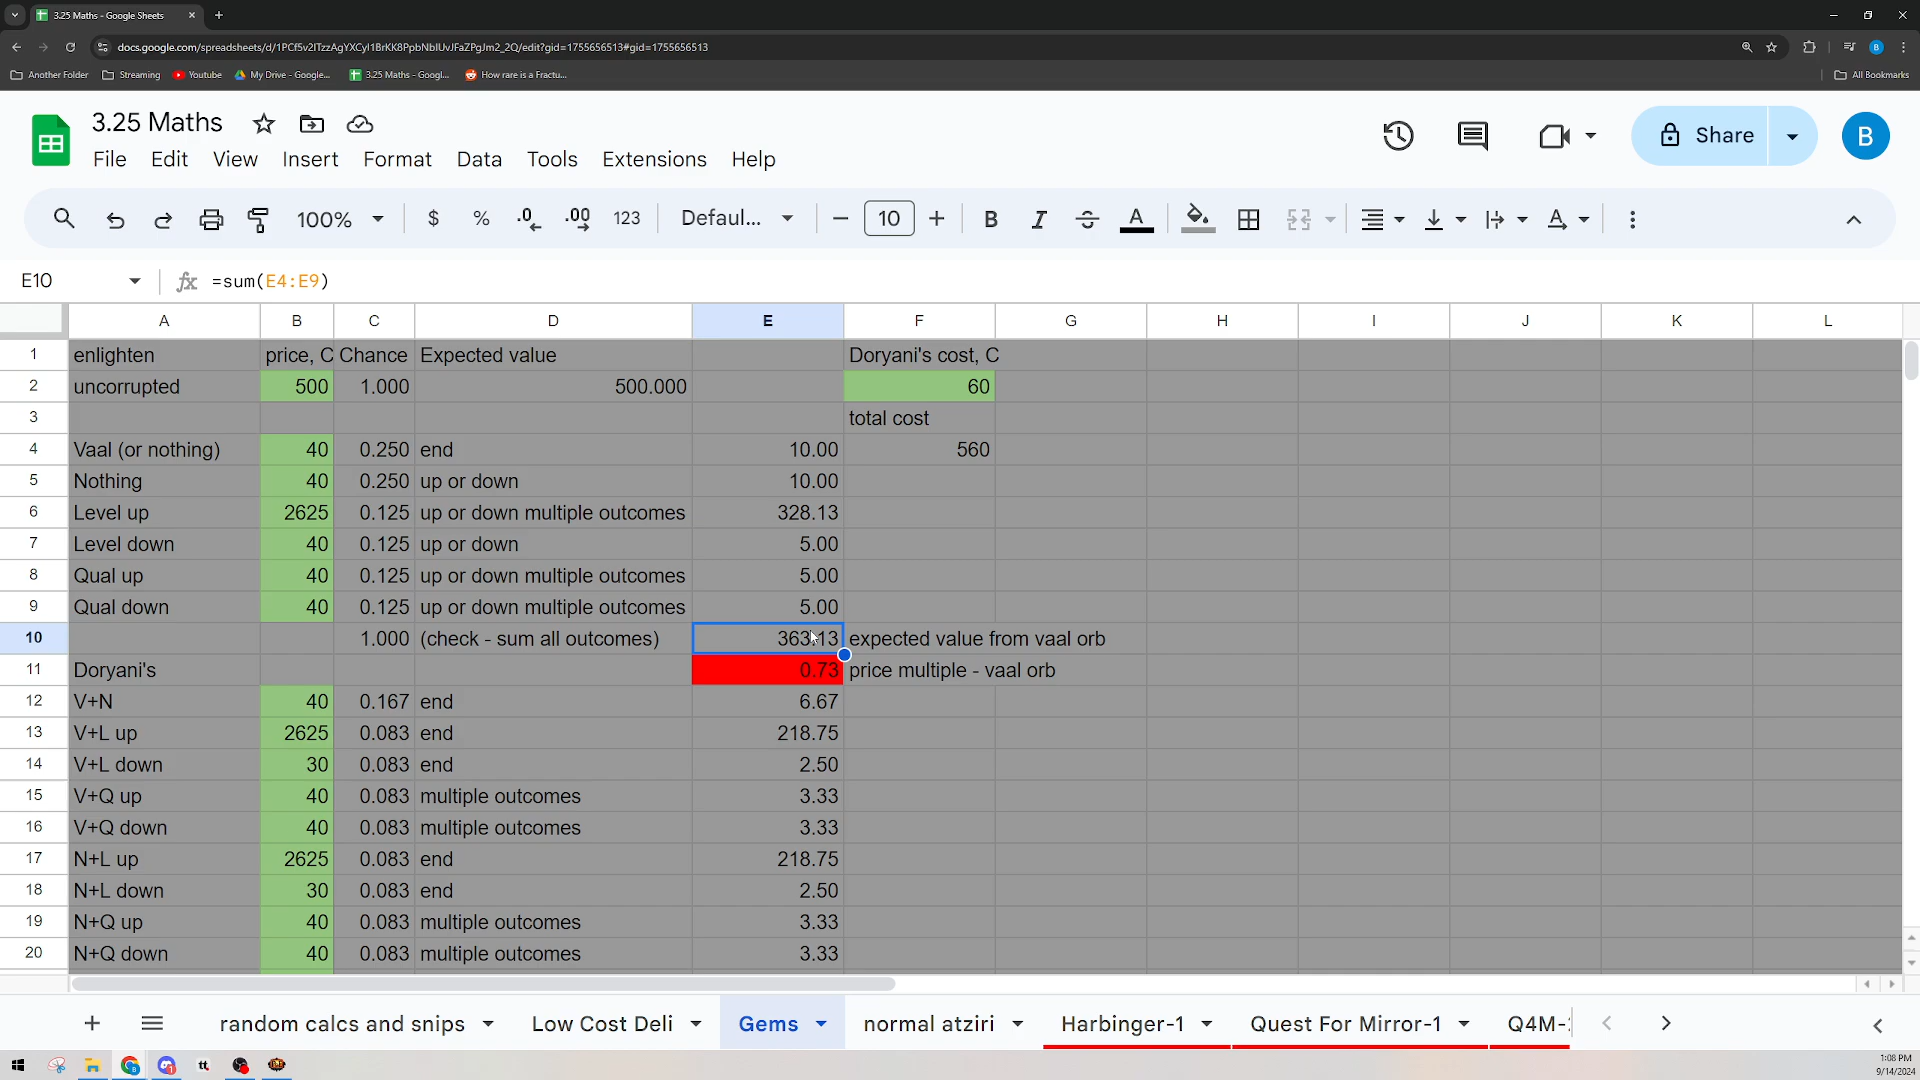 3.25 Maths - Google Sheets
docs.google.com/spreadsheets/d/1PCf5v2ITzzAgYXCyI1BrKK8PpbNbIUvJFaZPgJm2_2Q/edit?gid=1755656513#gid=1755656513
Another Folder Streaming Youtube My Drive - Google... 3.25 Maths - Googl... How rare is a Fractu... All Bookmarks
3.25 Maths
File Edit View Insert Format Data Tools Extensions Help
Share B
100% $ % .0 .00 123 Defaul... 10 B I A
E10 fx =sum(E4:E9)
A B C D E F G H I J K L
1 enlighten price, C Chance Expected value Doryani's cost, C
2 uncorrupted 500 1.000 500.000 60
3 total cost
4 Vaal (or nothing) 40 0.250 end 10.00 560
5 Nothing 40 0.250 up or down 10.00
6 Level up 2625 0.125 up or down multiple outcomes 328.13
7 Level down 40 0.125 up or down 5.00
8 Qual up 40 0.125 up or down multiple outcomes 5.00
9 Qual down 40 0.125 up or down multiple outcomes 5.00
10 1.000 (check - sum all outcomes) 363.13 expected value from vaal orb
11 Doryani's 0.73 price multiple - vaal orb
12 V+N 40 0.167 end 6.67
13 V+L up 2625 0.083 end 218.75
14 V+L down 30 0.083 end 2.50
15 V+Q up 40 0.083 multiple outcomes 3.33
16 V+Q down 40 0.083 multiple outcomes 3.33
17 N+L up 2625 0.083 end 218.75
18 N+L down 30 0.083 end 2.50
19 N+Q up 40 0.083 multiple outcomes 3.33
20 N+Q down 40 0.083 multiple outcomes 3.33
random calcs and snips Low Cost Deli Gems normal atziri Harbinger-1 Quest For Mirror-1 Q4M-
tt
1:08 PM
9/14/2024